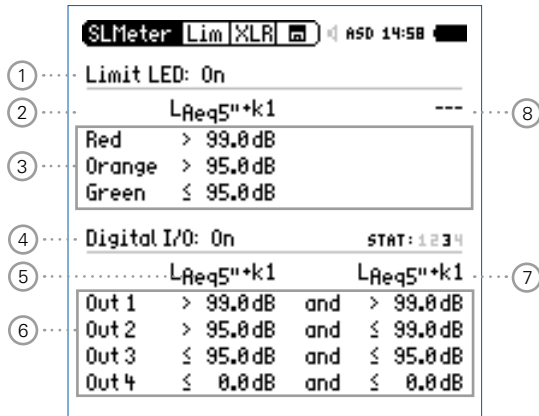 SLMeter Lim XLR ASD 14:58
1 Limit LED: On
2 LAeq5"+k1 --- 8
Red > 99.0dB
3 Orange > 95.0dB
Green ≤ 95.0dB
4 Digital I/O: On STAT: 1234
5 LAeq5"+k1 LAeq5"+k1 7
Out 1 > 99.0dB and > 99.0dB
6 Out 2 > 95.0dB and ≤ 99.0dB
Out 3 ≤ 95.0dB and ≤ 95.0dB
Out 4 ≤ 0.0dB and ≤ 0.0dB